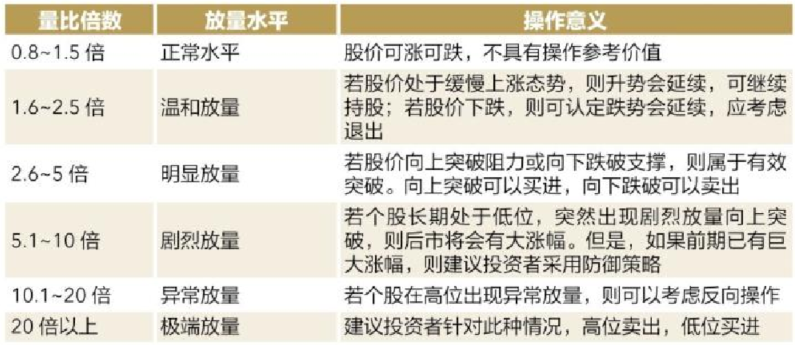 量比倍数 放量水平 操作意义
0.8~1.5 倍 正常水平 股价可涨可跌，不具有操作参考价值
1.6~2.5 倍 温和放量 若股价处于缓慢上涨态势，则升势会延续，可继续
持股；若股价下跌，则可认定跌势会延续，应考虑
退出
2.6~5 倍 明显放量 若股价向上突破阻力或向下跌破支撑，则属于有效
突破。向上突破可以买进，向下跌破可以卖出
5.1~10 倍 剧烈放量 若个股长期处于低位，突然出现剧烈放量向上突
破，则后市将会有大涨幅。但是，如果前期已有巨
大涨幅，则建议投资者采用防御策略
10.1~20 倍 异常放量 若个股在高位出现异常放量，则可以考虑反向操作
20 倍以上 极端放量 建议投资者针对此种情况，高位卖出，低位买进